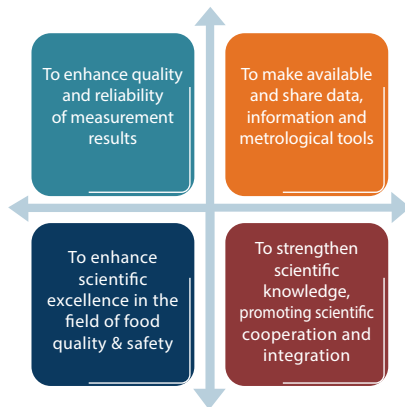 To enhance quality
and reliability
of measurement
results
To make available
and share data,
information and
metrological tools
To enhance
scientific
excellence in the
field of food
quality & safety
To strengthen
scientific
knowledge,
promoting scientific
cooperation and
integration